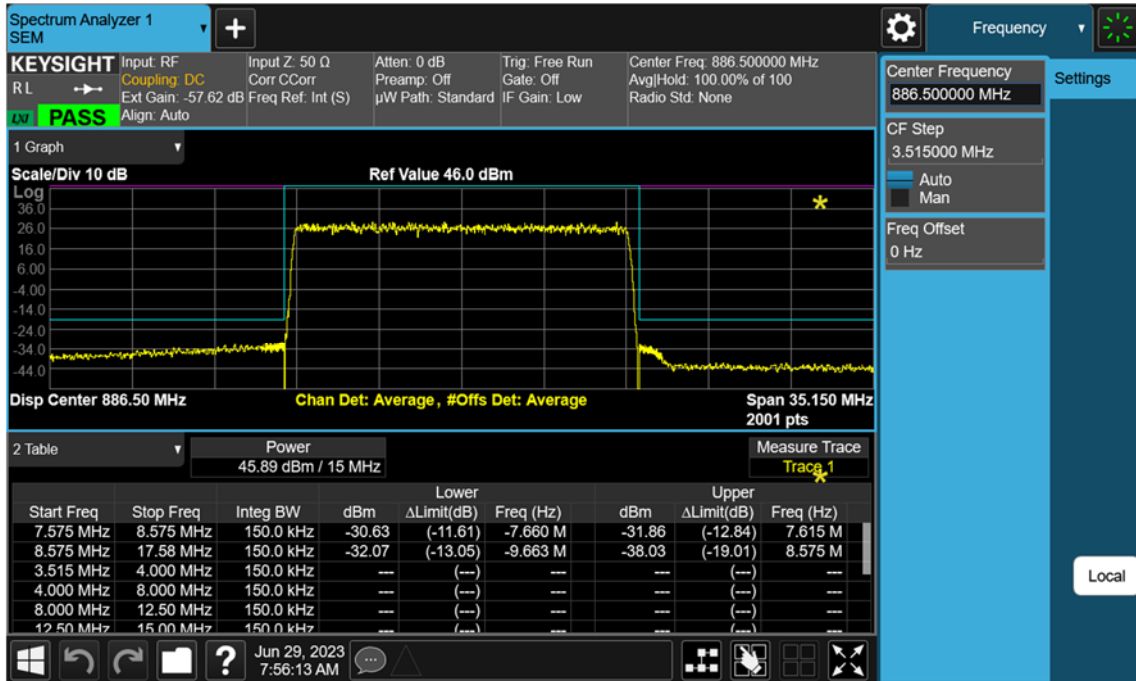 Spectrum Analyzer 1
SEM
+
Frequency
KEYSIGHT
R L
LXI
PASS
Input: RF
Coupling: DC
Ext Gain: -57.62 dB
Align: Auto
Input Z: 50 Ω
Corr CCorr
Freq Ref: Int (S)
Atten: 0 dB
Preamp: Off
µW Path: Standard
Trig: Free Run
Gate: Off
IF Gain: Low
Center Freq: 886.500000 MHz
Avg|Hold: 100.00% of 100
Radio Std: None
Center Frequency
886.500000 MHz
Settings
CF Step
3.515000 MHz
Auto
Man
Freq Offset
0 Hz
1 Graph
Scale/Div 10 dB Ref Value 46.0 dBm
Log
36.0
26.0
16.0
6.00
-4.00
-14.0
-24.0
-34.0
-44.0
Disp Center 886.50 MHz Chan Det: Average, #Offs Det: Average Span 35.150 MHz
2001 pts
2 Table
Power
45.89 dBm / 15 MHz
Measure Trace
Trace 1
Lower Upper
Start Freq Stop Freq Integ BW dBm ΔLimit(dB) Freq (Hz) dBm ΔLimit(dB) Freq (Hz)
7.575 MHz 8.575 MHz 150.0 kHz -30.63 (-11.61) -7.660 M -31.86 (-12.84) 7.615 M
8.575 MHz 17.58 MHz 150.0 kHz -32.07 (-13.05) -9.663 M -38.03 (-19.01) 8.575 M
3.515 MHz 4.000 MHz 150.0 kHz --- (---) --- --- (---) ---
4.000 MHz 8.000 MHz 150.0 kHz --- (---) --- --- (---) ---
8.000 MHz 12.50 MHz 150.0 kHz --- (---) --- --- (---) ---
12.50 MHz 15.00 MHz 150.0 kHz --- (---) --- --- (---) ---
Local
?
Jun 29, 2023
7:56:13 AM